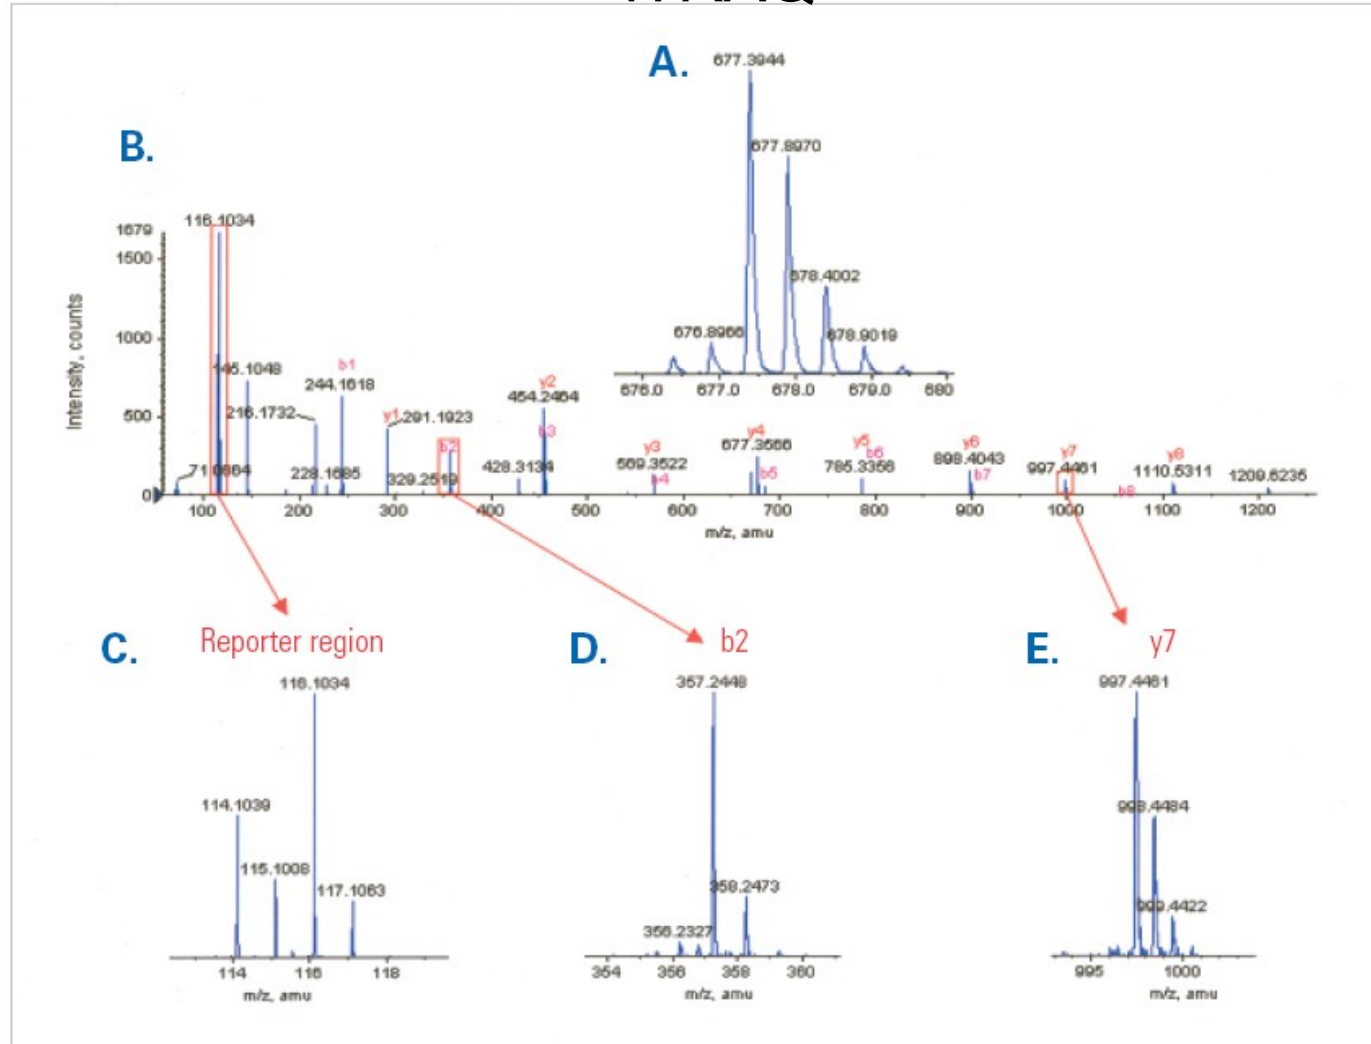 A.
677.3944
677.8970
678.4002
676.8966
678.9019
676.0 677.0 678.0 679.0 680
B.
Intensity, counts
1679
1500
1000
500
0
116.1034
145.1048
216.1732
228.1685
b1
244.1618
y1
291.1923
b2
329.2519
428.3134
y2
454.2464
b3
y3
569.3522
b4
y4
677.3566
b5
y5
b6
785.3356
y6
898.4043
b7
y7
997.4461
b8
y8
1110.5311
1209.6235
100 200 300 400 500 600 700 800 900 1000 1100 1200
m/z, amu
C.
Reporter region
116.1034
114.1039
115.1008
117.1063
114 116 118
m/z, amu
D.
b2
357.2448
358.2473
356.2327
354 356 358 360
m/z, amu
E.
y7
997.4461
998.4484
999.4422
995 1000
m/z, amu